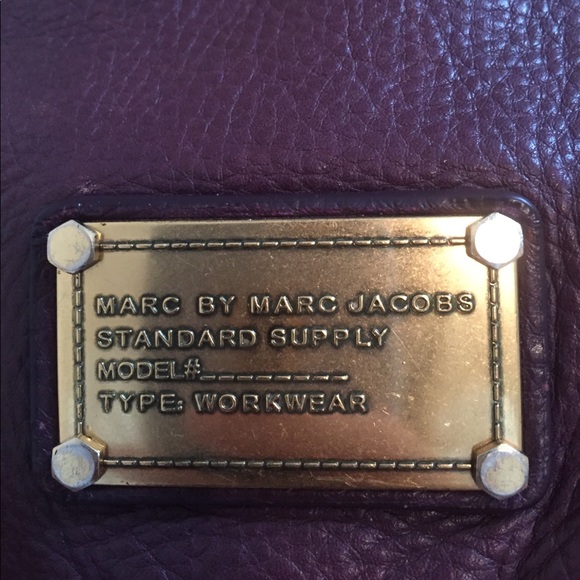 MARC BY MARC JACOBS
STANDARD SUPPLY
MODEL#_________
TYPE: WORKWEAR